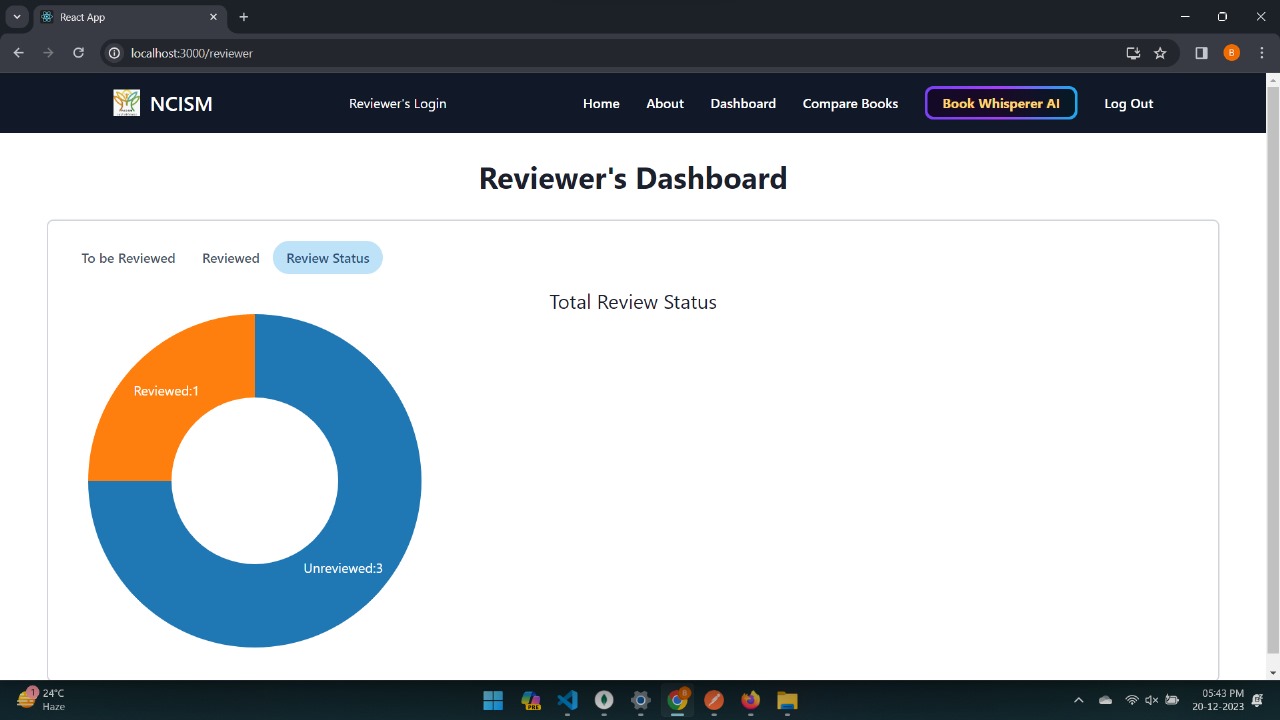 React App
localhost:3000/reviewer
B
NCISM
Reviewer's Login
Home
About
Dashboard
Compare Books
Book Whisperer AI
Log Out
Reviewer's Dashboard
To be Reviewed
Reviewed
Review Status
Total Review Status
Reviewed:1
Unreviewed:3
1
24°C
Haze
PRE
05:43 PM
20-12-2023